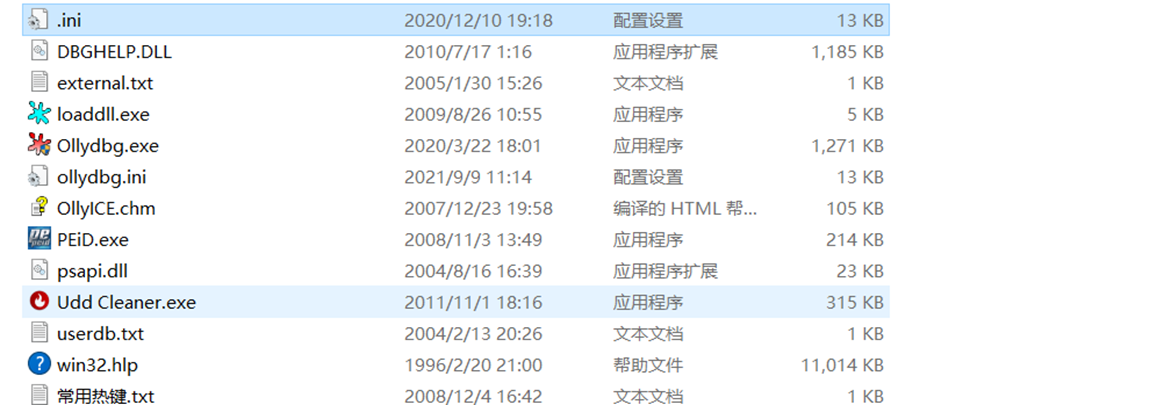 .ini 2020/12/10 19:18 配置设置 13 KB
DBGHELP.DLL 2010/7/17 1:16 应用程序扩展 1,185 KB
external.txt 2005/1/30 15:26 文本文档 1 KB
loaddll.exe 2009/8/26 10:55 应用程序 5 KB
Ollydbg.exe 2020/3/22 18:01 应用程序 1,271 KB
ollydbg.ini 2021/9/9 11:14 配置设置 13 KB
OllyICE.chm 2007/12/23 19:58 编译的 HTML 帮... 105 KB
PEiD.exe 2008/11/3 13:49 应用程序 214 KB
psapi.dll 2004/8/16 16:39 应用程序扩展 23 KB
Udd Cleaner.exe 2011/11/1 18:16 应用程序 315 KB
userdb.txt 2004/2/13 20:26 文本文档 1 KB
win32.hlp 1996/2/20 21:00 帮助文件 11,014 KB
常用热键.txt 2008/12/4 16:42 文本文档 1 KB